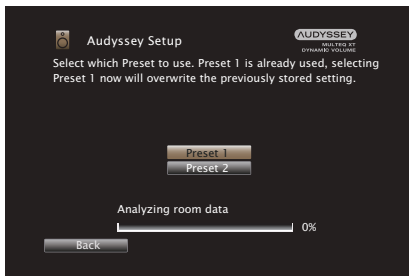 Audyssey Setup
AUDYSSEY
MULTEQ XT
DYNAMIC VOLUME
Select which Preset to use. Preset 1 is already used, selecting
Preset 1 now will overwrite the previously stored setting.
Preset 1
Preset 2
Analyzing room data
0%
Back